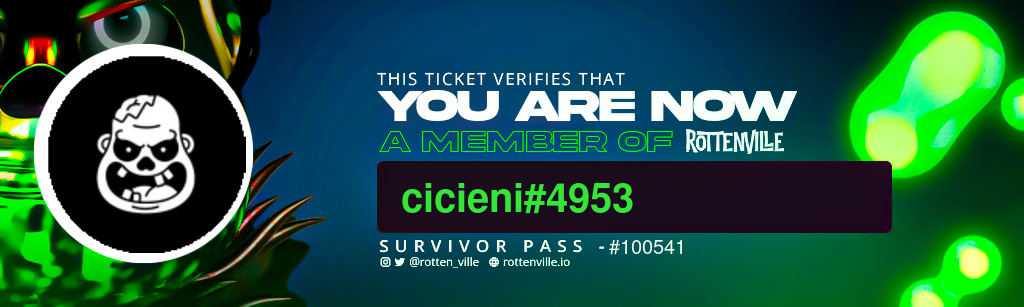 THIS TICKET VERIFIES THAT
YOU ARE NOW
A MEMBER OF ROTTENVILLE
cicieni#4953
SURVIVOR PASS - #100541
@rotten_ville rottenville.io